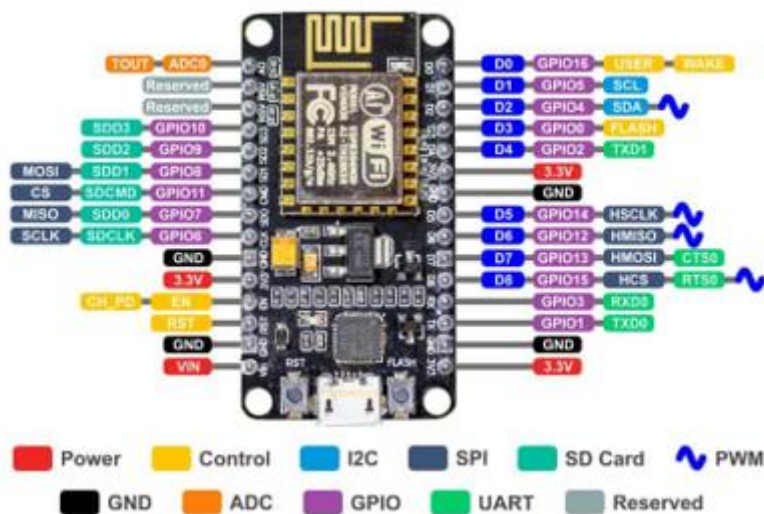 TOUT ADC0 D0 GPIO16 USER WAKE
Reserved D1 GPIO5 SCL
Reserved D2 GPIO4 SDA
SDD3 GPIO10 D3 GPIO0 FLASH
SDD2 GPIO9 D4 GPIO2 TXD1
MOSI SDD1 GPIO8 3.3V
CS SDCMD GPIO11 GND
MISO SDD0 GPIO7 D5 GPIO14 HSCLK
SCLK SDCLK GPIO6 D6 GPIO12 HMISO
GND D7 GPIO13 HMOSI CTS0
3.3V D8 GPIO15 HCS RTS0
CH_PD EN GPIO3 RXD0
RST GPIO1 TXD0
GND GND
VIN 3.3V
WiFi
FC
RST FLASH
Power Control I2C SPI SD Card PWM
GND ADC GPIO UART Reserved